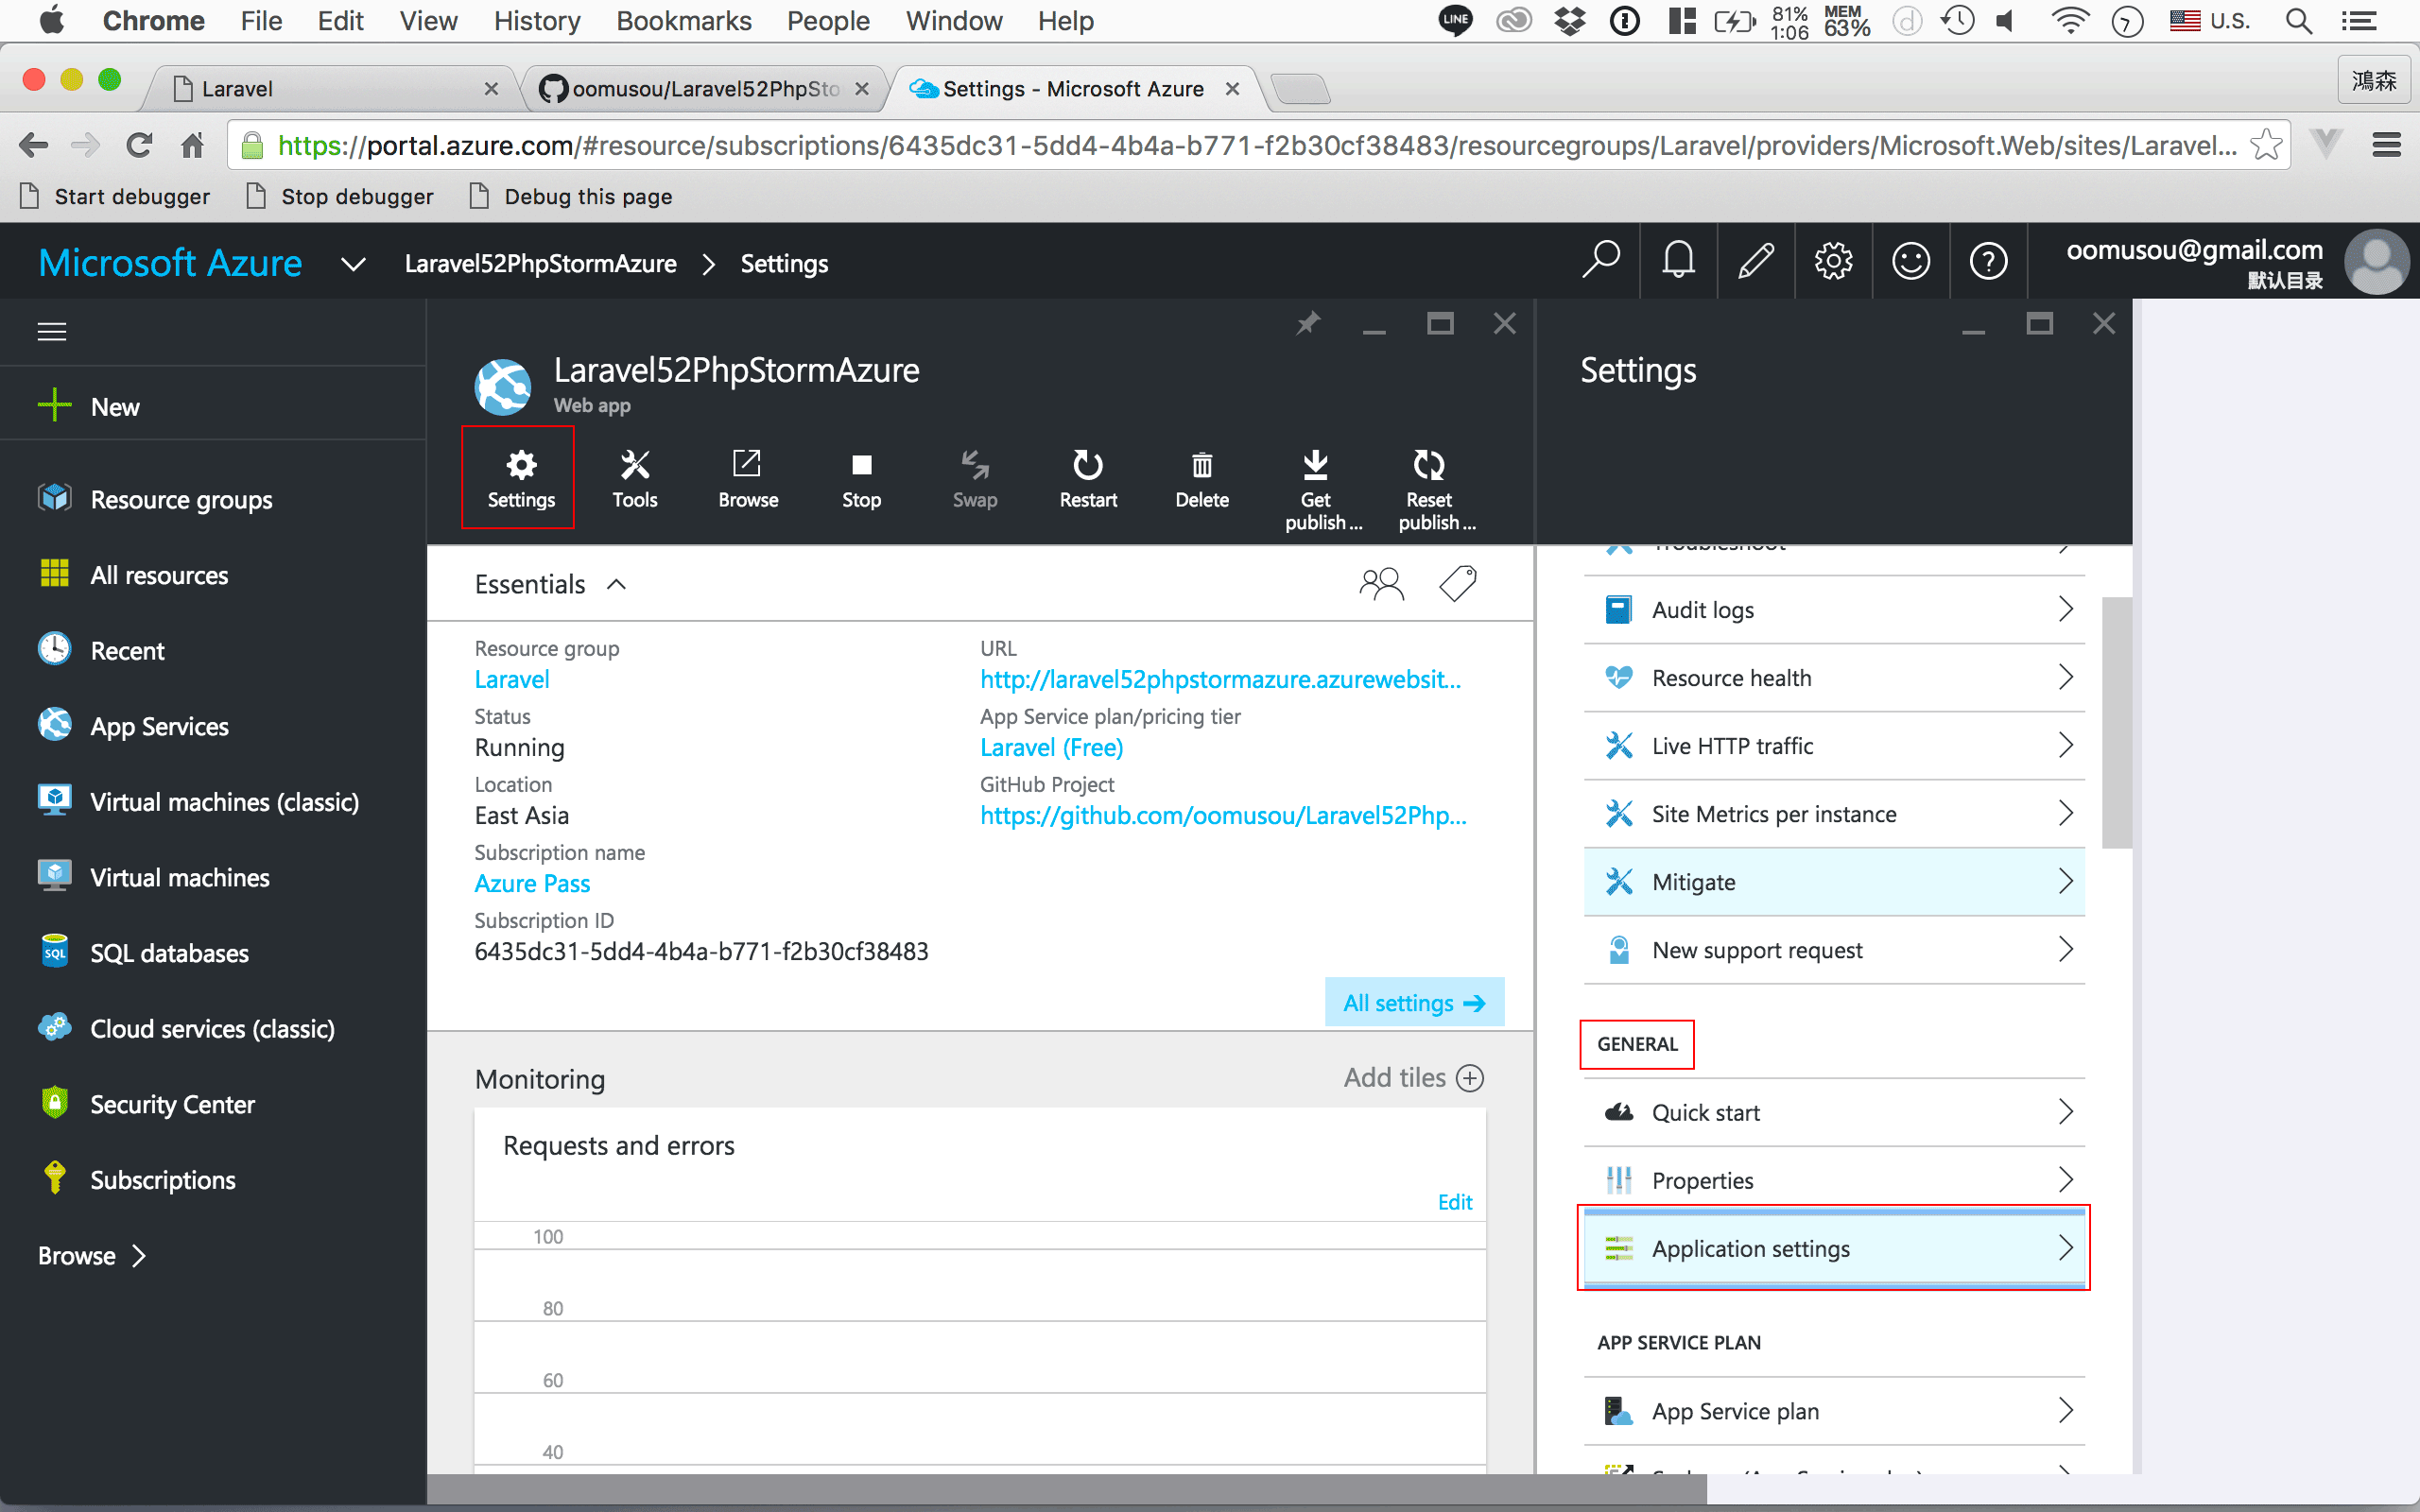 Chrome File Edit View History Bookmarks People Window Help LINE 81% 1:06 MEM 63% U.S.
Laravel
oomusou/Laravel52PhpSto
Settings - Microsoft Azure
鴻森
https://portal.azure.com/#resource/subscriptions/6435dc31-5dd4-4b4a-b771-f2b30cf38483/resourcegroups/Laravel/providers/Microsoft.Web/sites/Laravel...
Start debugger Stop debugger Debug this page
Microsoft Azure Laravel52PhpStormAzure Settings
oomusou@gmail.com
默认目录
New
Resource groups
All resources
Recent
App Services
Virtual machines (classic)
Virtual machines
SQL databases
Cloud services (classic)
Security Center
Subscriptions
Browse
Laravel52PhpStormAzure
Web app
Settings Tools Browse Stop Swap Restart Delete Get publish ... Reset publish ...
Essentials
Resource group
Laravel
Status
Running
Location
East Asia
Subscription name
Azure Pass
Subscription ID
6435dc31-5dd4-4b4a-b771-f2b30cf38483
URL
http://laravel52phpstormazure.azurewebsit...
App Service plan/pricing tier
Laravel (Free)
GitHub Project
https://github.com/oomusou/Laravel52Php...
All settings
Monitoring
Add tiles
Requests and errors
Edit
100
80
60
40
Settings
Troubleshoot
Audit logs
Resource health
Live HTTP traffic
Site Metrics per instance
Mitigate
New support request
GENERAL
Quick start
Properties
Application settings
APP SERVICE PLAN
App Service plan